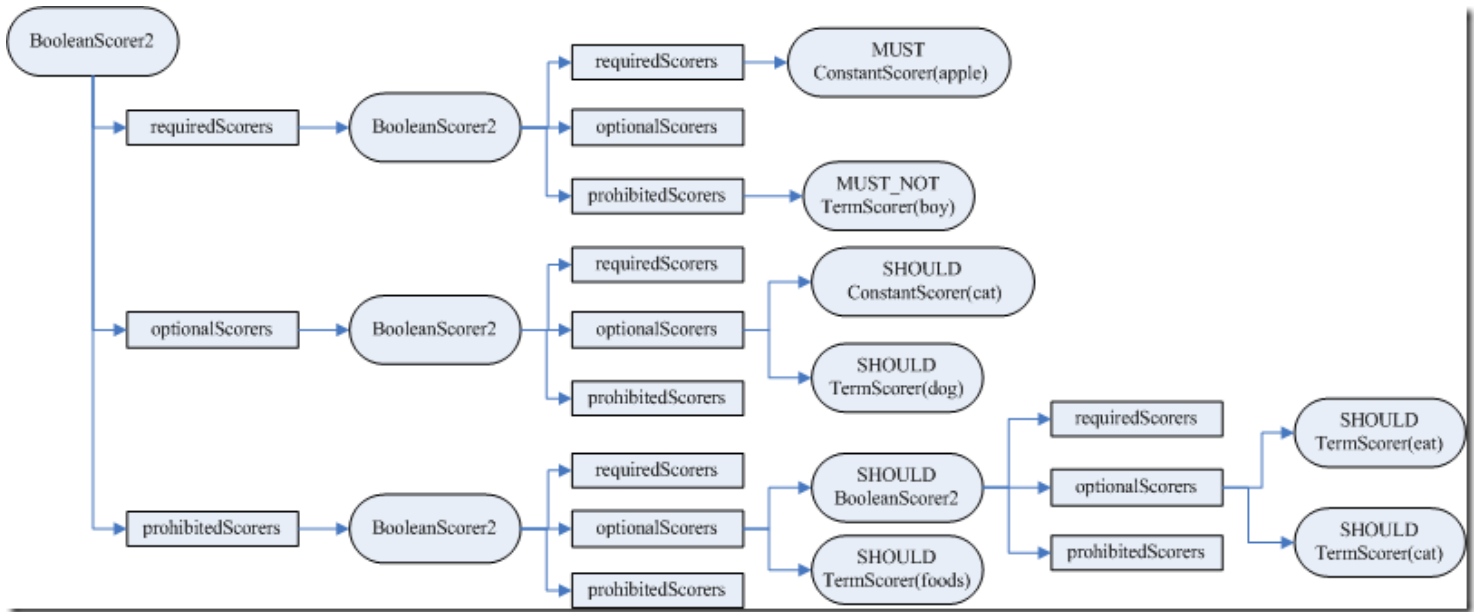 BooleanScorer2
requiredScorers
BooleanScorer2
requiredScorers
MUST
ConstantScorer(apple)
optionalScorers
prohibitedScorers
MUST_NOT
TermScorer(boy)
optionalScorers
BooleanScorer2
requiredScorers
optionalScorers
SHOULD
ConstantScorer(cat)
SHOULD
TermScorer(dog)
prohibitedScorers
prohibitedScorers
BooleanScorer2
requiredScorers
optionalScorers
SHOULD
BooleanScorer2
requiredScorers
optionalScorers
SHOULD
TermScorer(eat)
SHOULD
TermScorer(cat)
prohibitedScorers
SHOULD
TermScorer(foods)
prohibitedScorers